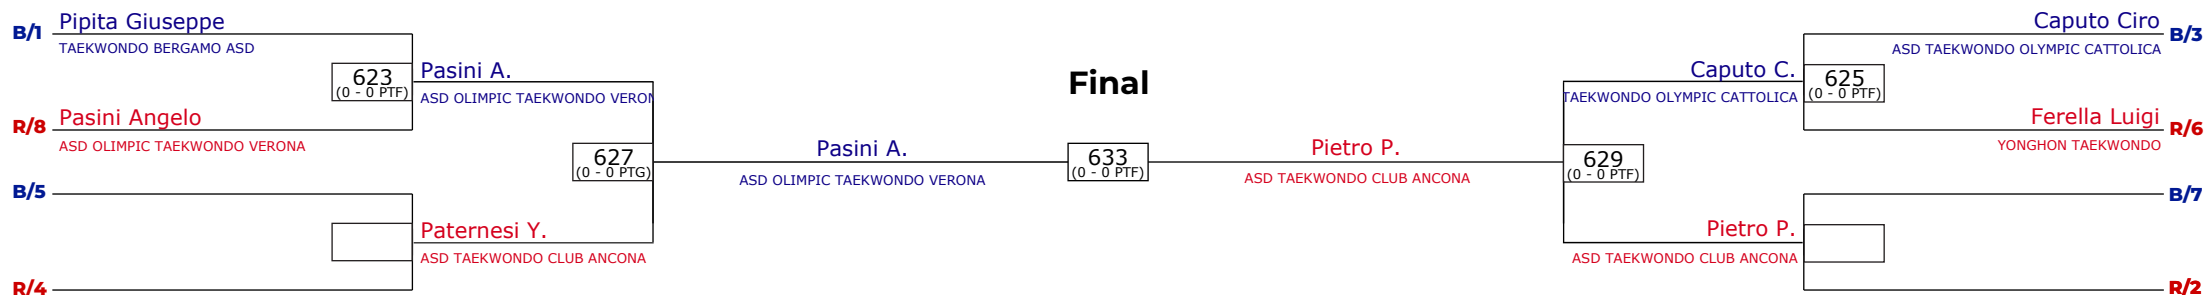 B/1
Pipita Giuseppe
TAEKWONDO BERGAMO ASD
623
(0 - 0 PTF)
Pasini A.
ASD OLIMPIC TAEKWONDO VERON
R/8
Pasini Angelo
ASD OLIMPIC TAEKWONDO VERONA
627
(0 - 0 PTG)
B/5
Paternesi Y.
ASD TAEKWONDO CLUB ANCONA
R/4
Pasini A.
ASD OLIMPIC TAEKWONDO VERONA
Final
633
(0 - 0 PTF)
Pietro P.
ASD TAEKWONDO CLUB ANCONA
Caputo Ciro
B/3
ASD TAEKWONDO OLYMPIC CATTOLICA
Caputo C.
TAEKWONDO OLYMPIC CATTOLICA
625
(0 - 0 PTF)
Ferella Luigi
R/6
YONGHON TAEKWONDO
629
(0 - 0 PTF)
B/7
Pietro P.
ASD TAEKWONDO CLUB ANCONA
R/2